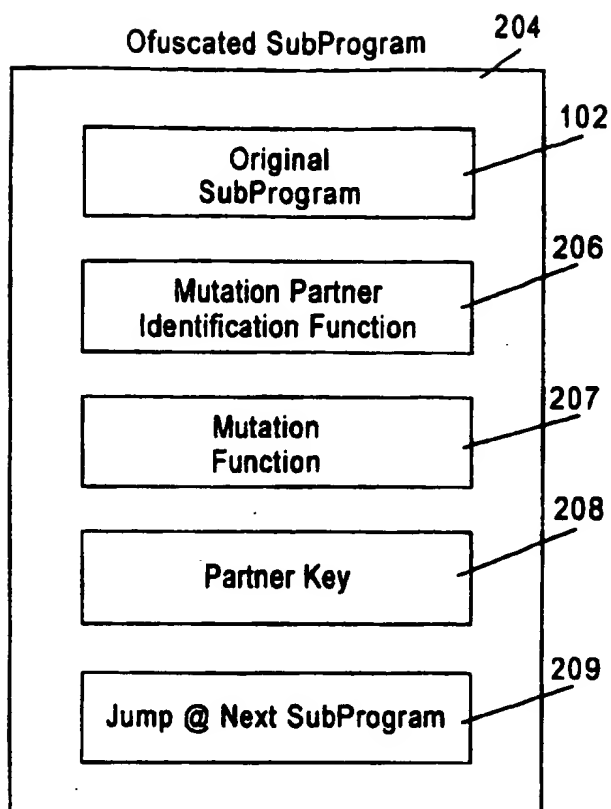 Ofuscated SubProgram
204
102
Original
SubProgram
206
Mutation Partner
Identification Function
207
Mutation
Function
208
Partner Key
209
Jump @ Next SubProgram